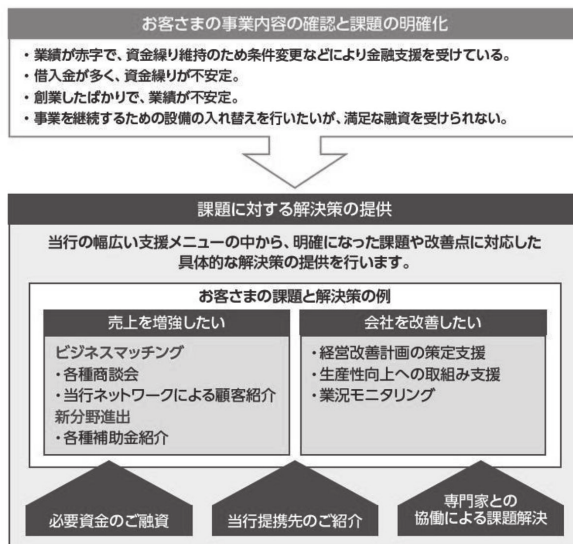 お客さまの事業内容の確認と課題の明確化
・業績が赤字で、資金繰り維持のため条件変更などにより金融支援を受けている。
・借入金が多く、資金繰りが不安定。
・創業したばかりで、業績が不安定。
・事業を継続するための設備の入れ替えを行いたいが、満足な融資を受けられない。
課題に対する解決策の提供
当行の幅広い支援メニューの中から、明確になった課題や改善点に対応した
具体的な解決策の提供を行います。
お客さまの課題と解決策の例
売上を増強したい
ビジネスマッチング
・各種商談会
・当行ネットワークによる顧客紹介
新分野進出
・各種補助金紹介
会社を改善したい
・経営改善計画の策定支援
・生産性向上への取組み支援
・業況モニタリング
必要資金のご融資
当行提携先のご紹介
専門家との
協働による課題解決